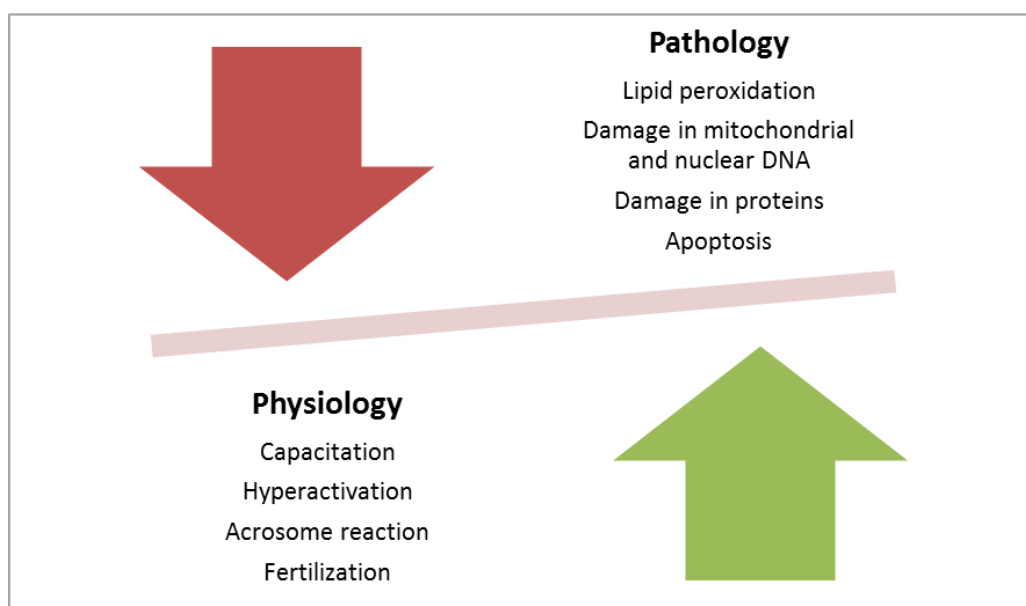 Pathology
Lipid peroxidation
Damage in mitochondrial
and nuclear DNA
Damage in proteins
Apoptosis
Physiology
Capacitation
Hyperactivation
Acrosome reaction
Fertilization